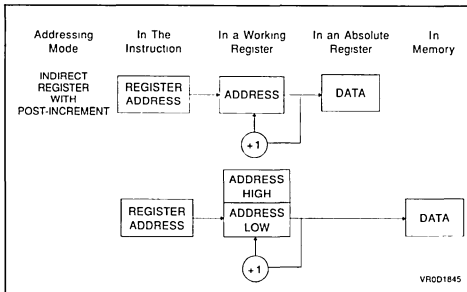 Addressing Mode
In The Instruction
In a Working Register
In an Absolute Register
In Memory
INDIRECT
REGISTER
WITH
POST-INCREMENT
REGISTER
ADDRESS
ADDRESS
DATA
+1
ADDRESS
HIGH
REGISTER
ADDRESS
ADDRESS
LOW
DATA
+1
VR0D1845